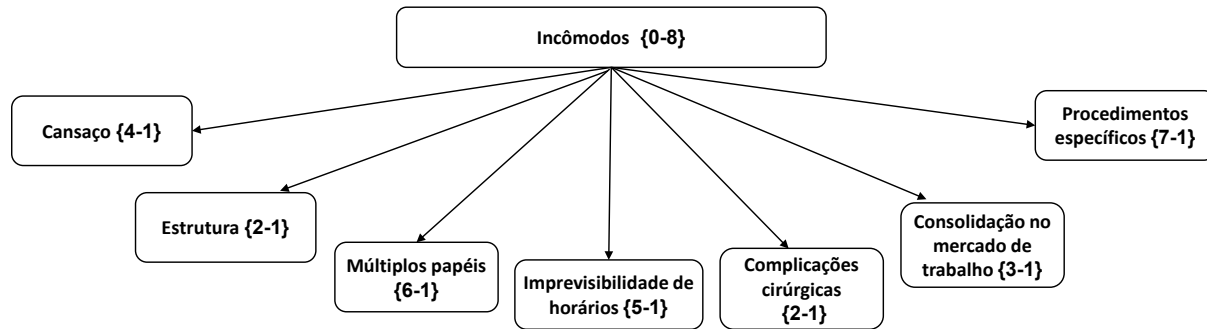 Incômodos {0-8}
Cansaço {4-1}
Estrutura {2-1}
Múltiplos papéis
{6-1}
Imprevisibilidade de
horários {5-1}
Complicações
cirúrgicas
{2-1}
Consolidação no
mercado de
trabalho {3-1}
Procedimentos
específicos {7-1}